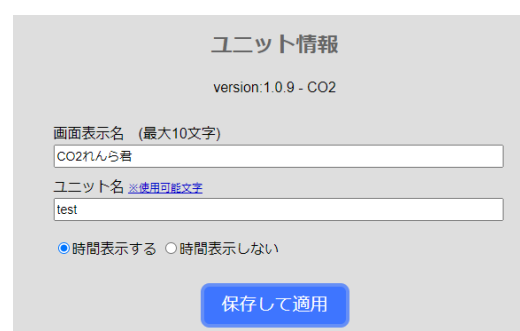 ユニット情報
version:1.0.9 - CO2
画面表示名 (最大10文字)
CO2れんら君
ユニット名 ※使用可能文字
test
時間表示する 時間表示しない
保存して適用